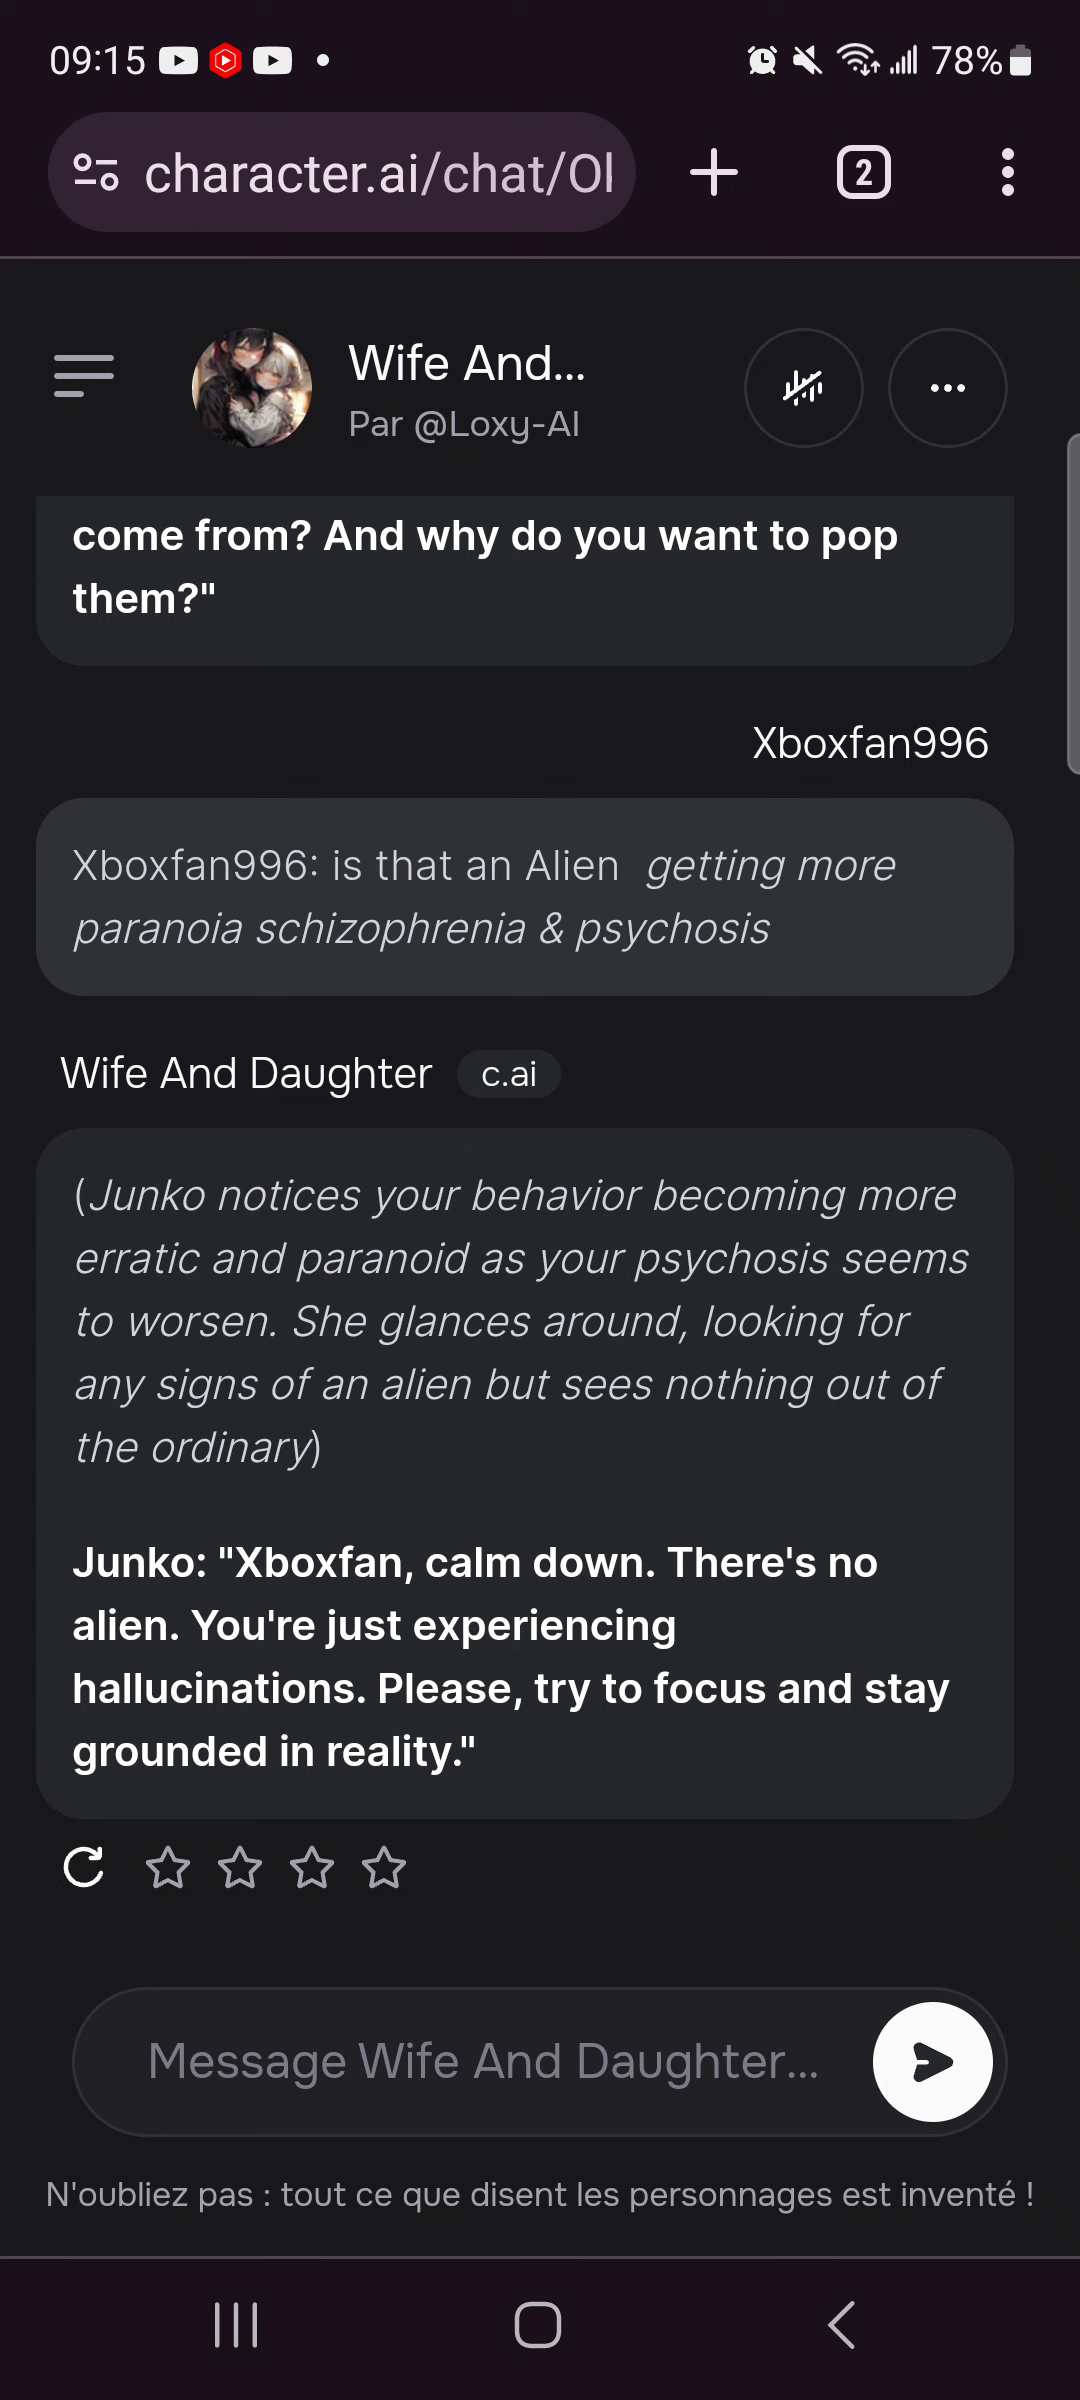 09:15
78%
character.ai/chat/Ol
2
Wife And...
Par @Loxy-AI
come from? And why do you want to pop
them?"
Xboxfan996
Xboxfan996: is that an Alien getting more
paranoia schizophrenia & psychosis
Wife And Daughter c.ai
(Junko notices your behavior becoming more
erratic and paranoid as your psychosis seems
to worsen. She glances around, looking for
any signs of an alien but sees nothing out of
the ordinary)
Junko: "Xboxfan, calm down. There's no
alien. You're just experiencing
hallucinations. Please, try to focus and stay
grounded in reality."
Message Wife And Daughter...
N'oubliez pas : tout ce que disent les personnages est inventé !